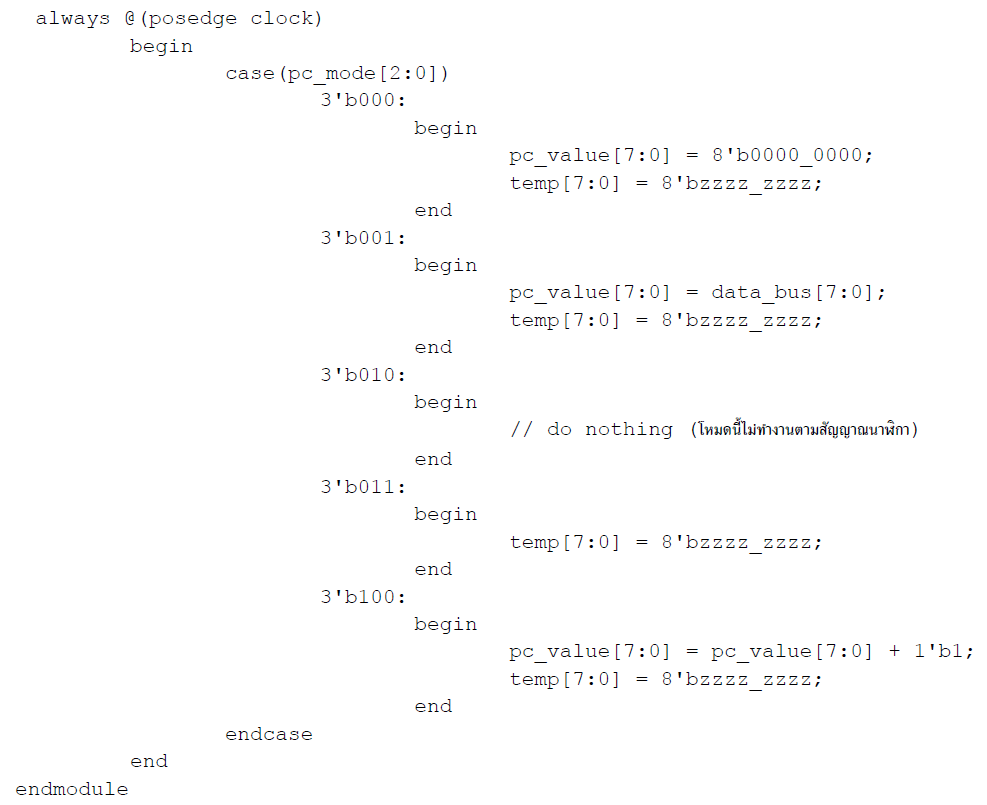 always @(posedge clock)
begin
case(pc_mode[2:0])
3'b000:
begin
pc_value[7:0] = 8'b0000_0000;
temp[7:0] = 8'bzzzz_zzzz;
end
3'b001:
begin
pc_value[7:0] = data_bus[7:0];
temp[7:0] = 8'bzzzz_zzzz;
end
3'b010:
begin
// do nothing (โหมดนี้ไม่ทำงานตามสัญญาณนาฬิกา)
end
3'b011:
begin
temp[7:0] = 8'bzzzz_zzzz;
end
3'b100:
begin
pc_value[7:0] = pc_value[7:0] + 1'b1;
temp[7:0] = 8'bzzzz_zzzz;
end
endcase
end
endmodule